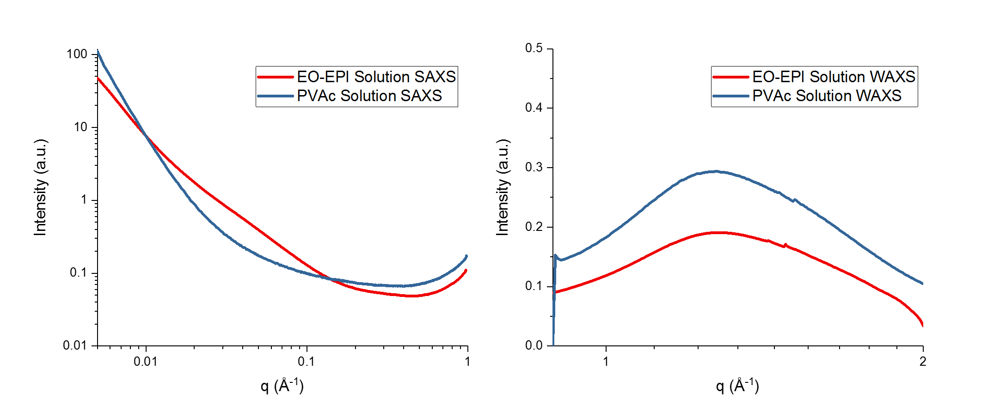 100
10
1
0.1
0.01
0.01
0.1
1
Intensity (a.u.)
q (Å-1)
EO-EPI Solution SAXS
PVAc Solution SAXS
0.5
0.4
0.3
0.2
0.1
0.0
1
2
Intensity (a.u.)
q (Å-1)
EO-EPI Solution WAXS
PVAc Solution WAXS